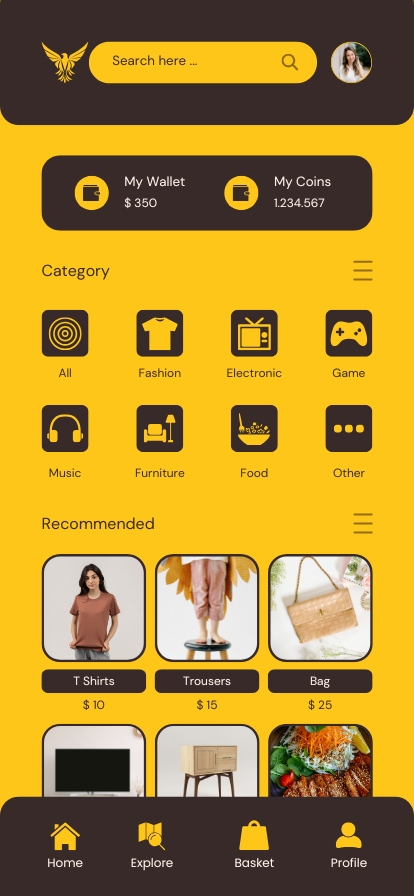 Search here ...
My Wallet
$ 350
My Coins
1.234.567
Category
All
Fashion
Electronic
Game
Music
Furniture
Food
Other
Recommended
T Shirts
Trousers
Bag
$ 10
$ 15
$ 25
Home
Explore
Basket
Profile